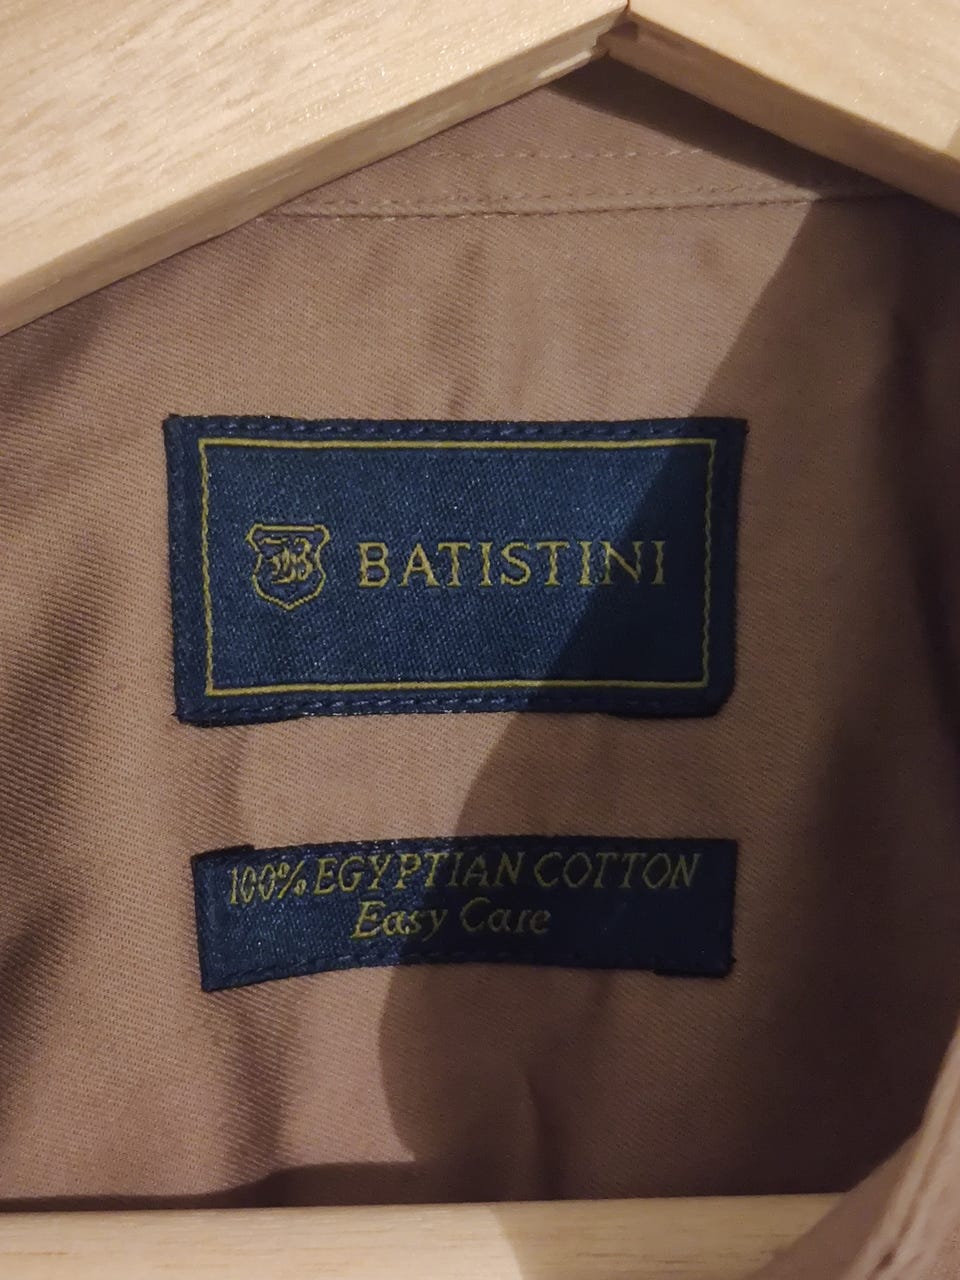 BATISTINI
100% EGYPTIAN COTTON
Easy Care